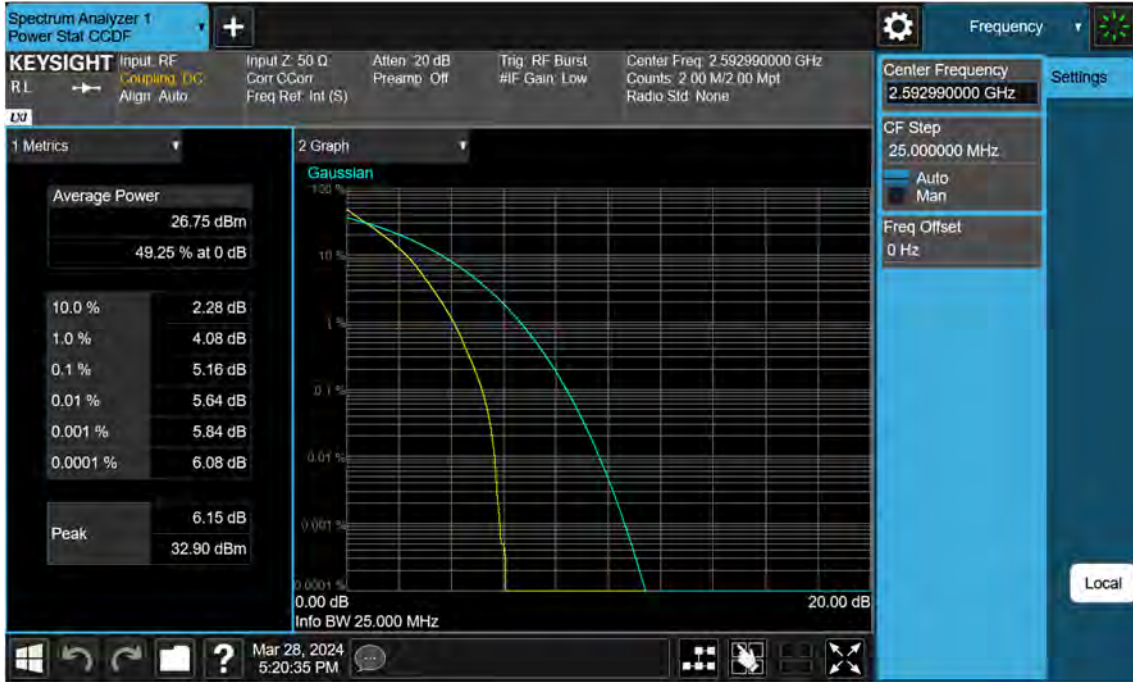 Spectrum Analyzer 1
Power Stat CCDF
Frequency
KEYSIGHT
R L
LXI
Input: RF
Coupling: DC
Align: Auto
Input Z: 50 Ω
Corr CCorr
Freq Ref: Int (S)
Atten: 20 dB
Preamp: Off
Trig: RF Burst
#IF Gain: Low
Center Freq: 2.592990000 GHz
Counts: 2.00 M/2.00 Mpt
Radio Std: None
Center Frequency
2.592990000 GHz
Settings
CF Step
25.000000 MHz
Auto
Man
Freq Offset
0 Hz
1 Metrics
Average Power
26.75 dBm
49.25 % at 0 dB
10.0 % 2.28 dB
1.0 % 4.08 dB
0.1 % 5.16 dB
0.01 % 5.64 dB
0.001 % 5.84 dB
0.0001 % 6.08 dB
Peak
6.15 dB
32.90 dBm
2 Graph
Gaussian
100 %
10 %
1 %
0.1 %
0.01 %
0.001 %
0.0001 %
0.00 dB 20.00 dB
Info BW 25.000 MHz
Local
Mar 28, 2024
5:20:35 PM